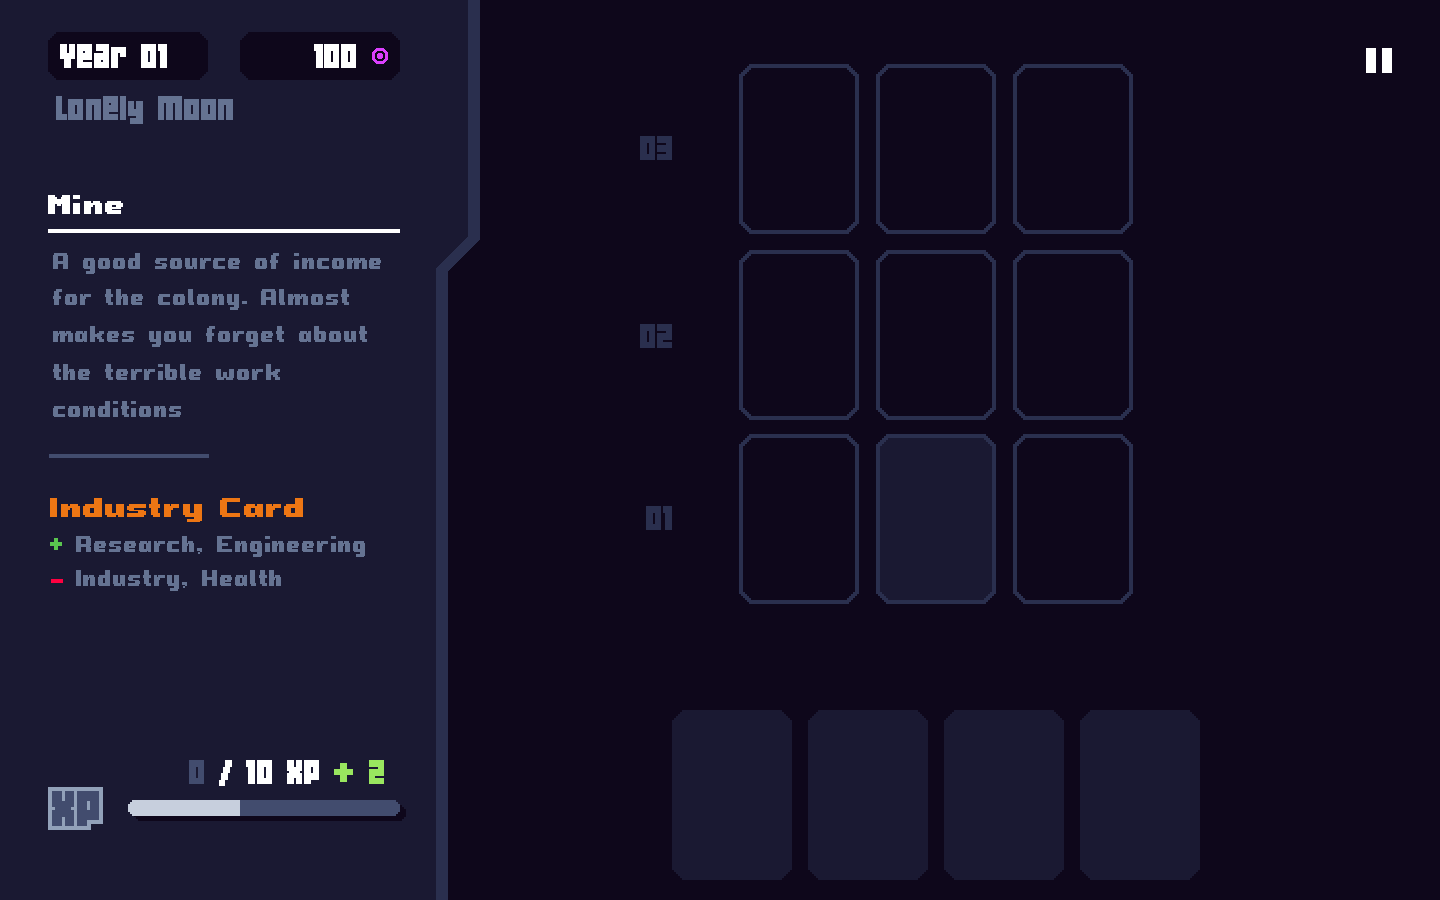 Year 01
100
Lonely Moon
Mine
A good source of income
for the colony. Almost
makes you forget about
the terrible work
conditions
Industry Card
+ Research, Engineering
- Industry, Health
0 / 10 XP + 2
XP
03
02
01